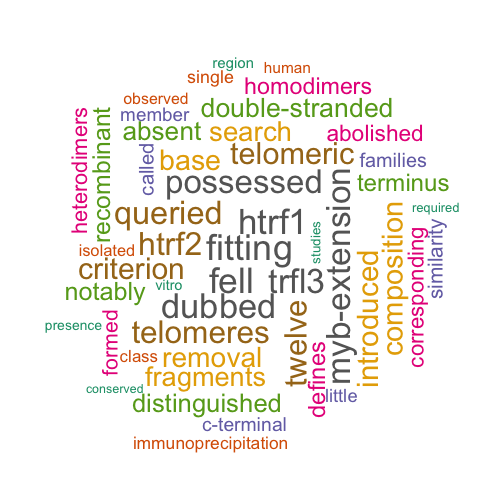 region
human
single
homodimers
observed
member
double-stranded
heterodimers
recombinant
absent
search
abolished
called
base
telomeric
families
possessed
terminus
queried
htrf1
myb-extension
required
htrf2
fitting
studies
composition
corresponding
similarity
isolated
criterion
fell
trfl3
introduced
notably
vitro
dubbed
twelve
presence
formed
telomeres
class
removal
defines
conserved
fragments
little
distinguished
c-terminal
immunoprecipitation